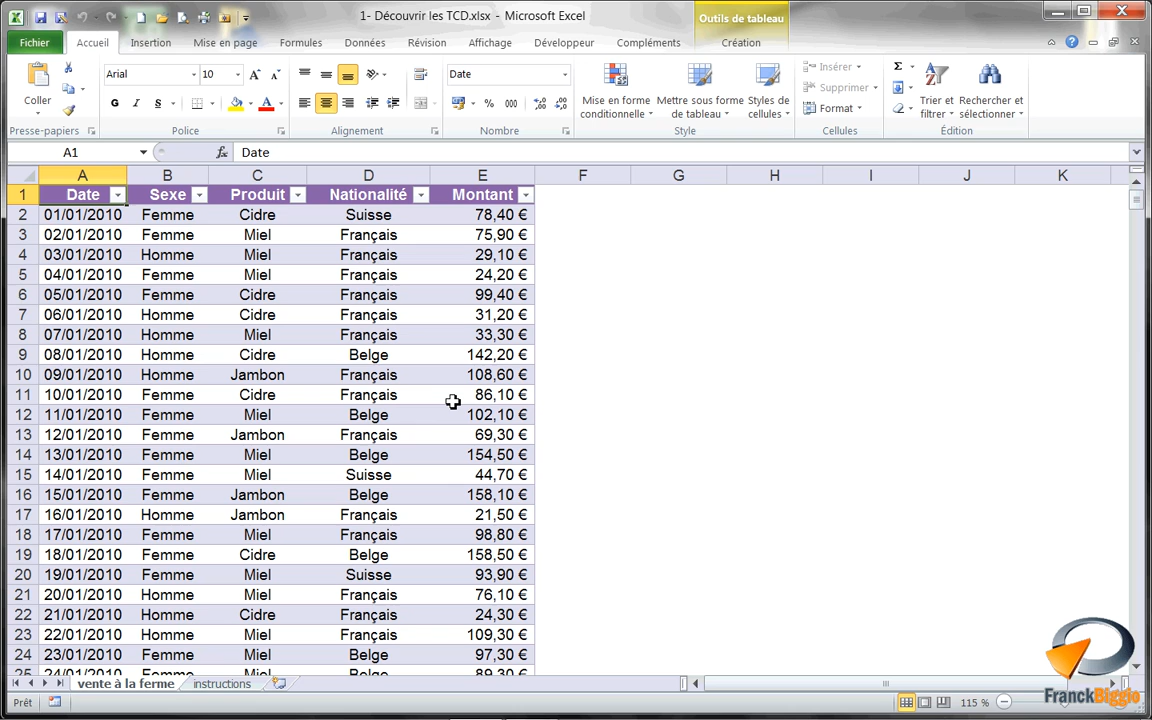 1- Découvrir les TCD.xlsx - Microsoft Excel
Outils de tableau
Fichier Accueil Insertion Mise en page Formules Données Révision Affichage Développeur Compléments Création
Coller
Presse-papiers
Arial 10
G I S
Police
Alignement
Date
% 000
Nombre
Mise en forme conditionnelle
Mettre sous forme de tableau
Styles de cellules
Style
Insérer
Supprimer
Format
Cellules
Σ
Trier et filtrer
Rechercher et sélectionner
Édition
A1 fx Date
A B C D E F G H I J K
1 Date Sexe Produit Nationalité Montant
2 01/01/2010 Femme Cidre Suisse 78,40 €
3 02/01/2010 Femme Miel Français 75,90 €
4 03/01/2010 Homme Miel Français 29,10 €
5 04/01/2010 Femme Miel Français 24,20 €
6 05/01/2010 Femme Cidre Français 99,40 €
7 06/01/2010 Homme Cidre Français 31,20 €
8 07/01/2010 Homme Miel Français 33,30 €
9 08/01/2010 Homme Cidre Belge 142,20 €
10 09/01/2010 Homme Jambon Français 108,60 €
11 10/01/2010 Femme Cidre Français 86,10 €
12 11/01/2010 Femme Miel Belge 102,10 €
13 12/01/2010 Femme Jambon Français 69,30 €
14 13/01/2010 Femme Miel Belge 154,50 €
15 14/01/2010 Femme Miel Suisse 44,70 €
16 15/01/2010 Femme Jambon Belge 158,10 €
17 16/01/2010 Homme Jambon Français 21,50 €
18 17/01/2010 Femme Miel Français 98,80 €
19 18/01/2010 Femme Cidre Belge 158,50 €
20 19/01/2010 Femme Miel Suisse 93,90 €
21 20/01/2010 Homme Miel Français 76,10 €
22 21/01/2010 Homme Cidre Français 24,30 €
23 22/01/2010 Homme Miel Français 109,30 €
24 23/01/2010 Femme Miel Belge 97,30 €
25 24/01/2010 Femme Miel Belge 89,30 €
vente à la ferme instructions
FranckBiggio
Prêt 115 %